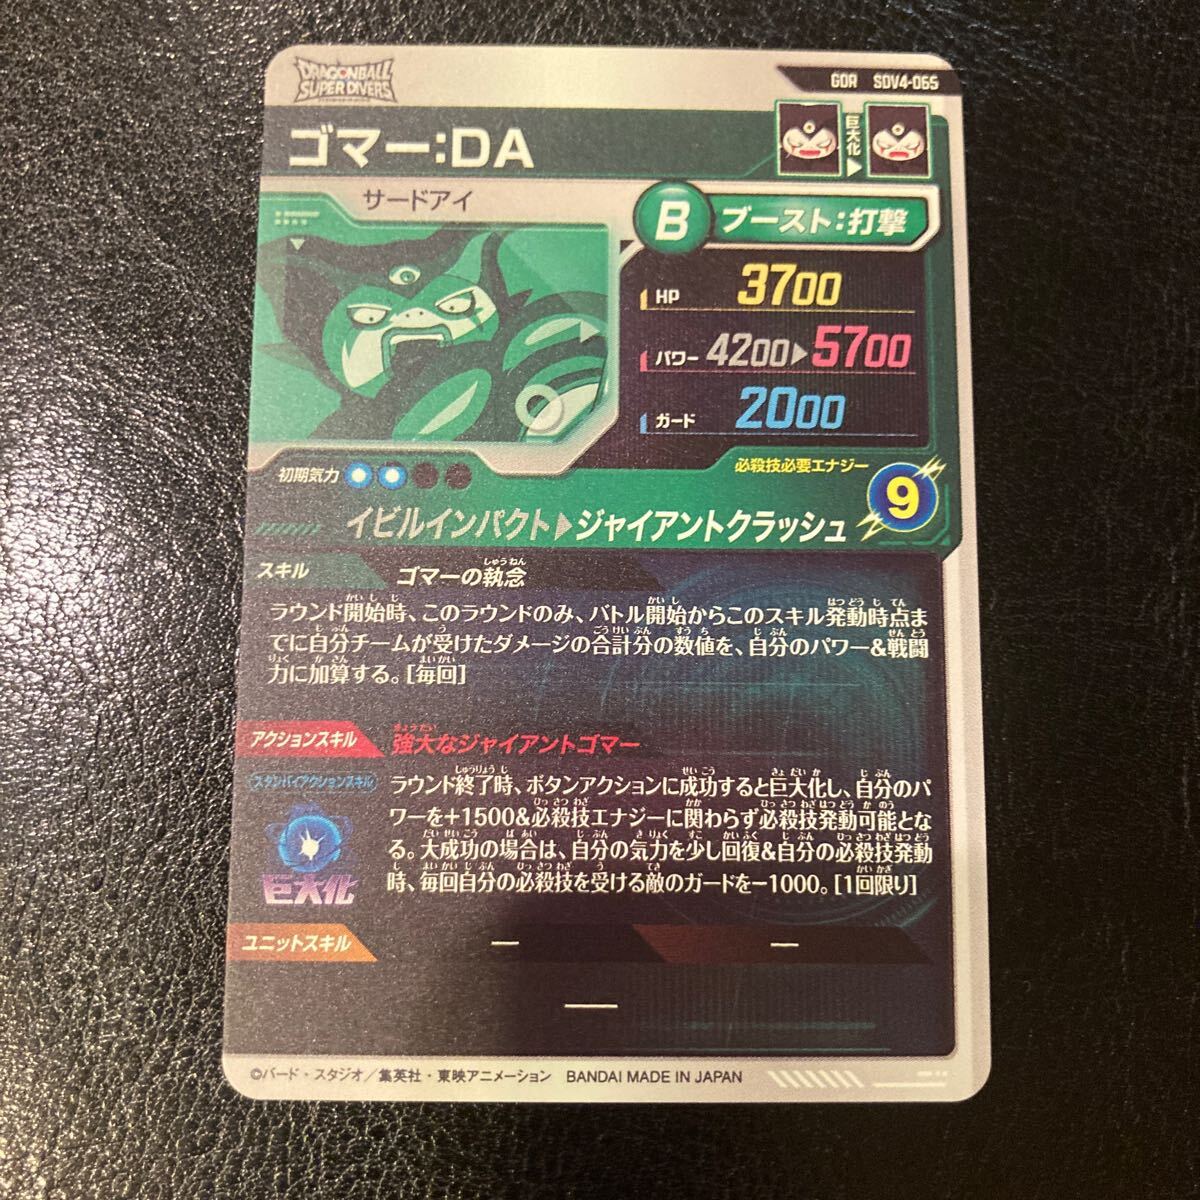 DRAGONBALL
SUPER DIVERS
GDR SDV4-065
ゴマー:DA
巨大化
サードアイ
B ブースト:打撃
HP 3700
パワー 4200▶5700
ガード 2000
初期気力
必殺技必要エナジー
9
イビルインパクト▶ジャイアントクラッシュ
スキル ゴマーの執念
ラウンド開始時、このラウンドのみ、バトル開始からこのスキル発動時点ま
でに自分チームが受けたダメージの合計分の数値を、自分のパワー&戦闘
力に加算する。[毎回]
アクションスキル 強大なジャイアントゴマー
スタンバイアクションスキル
巨大化
ラウンド終了時、ボタンアクションに成功すると巨大化し、自分のパ
ワーを+1500&必殺技エナジーに関わらず必殺技発動可能とな
る。大成功の場合は、自分の気力を少し回復&自分の必殺技発動
時、毎回自分の必殺技を受ける敵のガードを-1000。[1回限り]
ユニットスキル ー ー
ー
©バード・スタジオ/集英社・東映アニメーション BANDAI MADE IN JAPAN